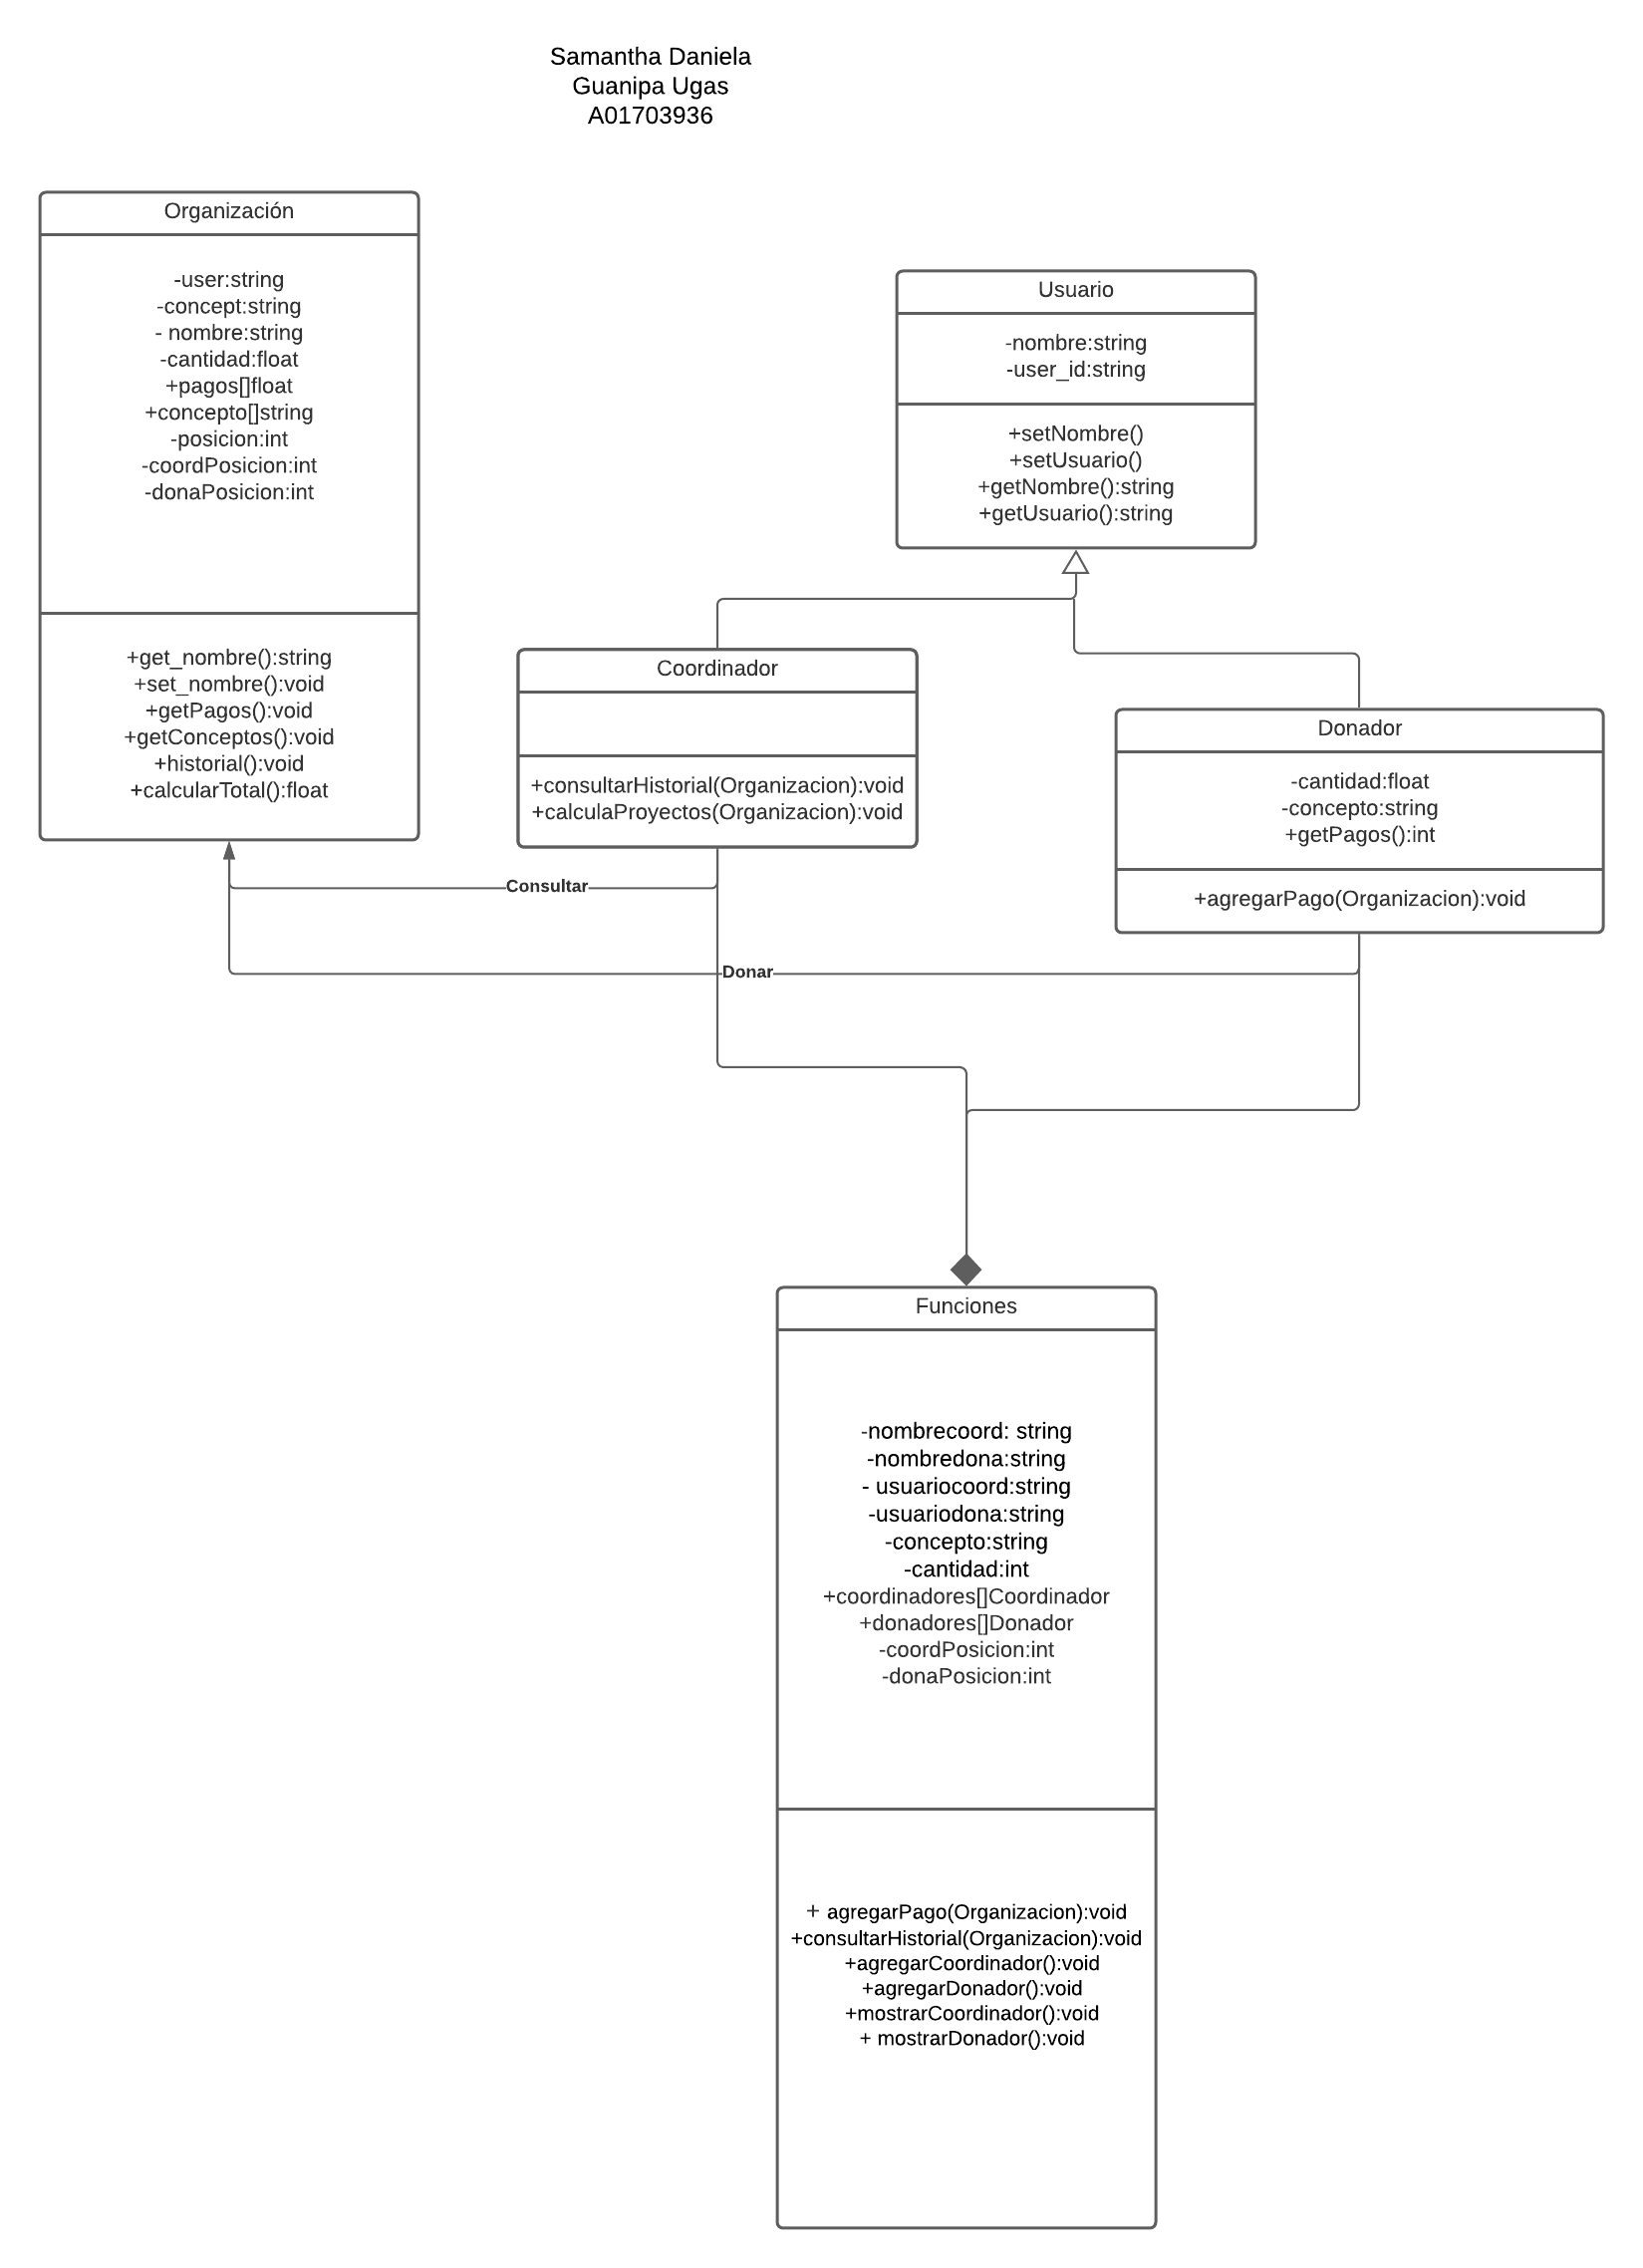 Samantha Daniela
Guanipa Ugas
A01703936
Organización
-user:string
-concept:string
- nombre:string
-cantidad:float
+pagos[]float
+concepto[]string
-posicion:int
-coordPosicion:int
-donaPosicion:int
+get_nombre():string
+set_nombre():void
+getPagos():void
+getConceptos():void
+historial():void
+calcularTotal():float
Usuario
-nombre:string
-user_id:string
+setNombre()
+setUsuario()
+getNombre():string
+getUsuario():string
Coordinador
+consultarHistorial(Organizacion):void
+calculaProyectos(Organizacion):void
Donador
-cantidad:float
-concepto:string
+getPagos():int
+agregarPago(Organizacion):void
Consultar
Donar
Funciones
-nombrecoord: string
-nombredona:string
- usuariocoord:string
-usuariodona:string
-concepto:string
-cantidad:int
+coordinadores[]Coordinador
+donadores[]Donador
-coordPosicion:int
-donaPosicion:int
+ agregarPago(Organizacion):void
+consultarHistorial(Organizacion):void
+agregarCoordinador():void
+agregarDonador():void
+mostrarCoordinador():void
+ mostrarDonador():void